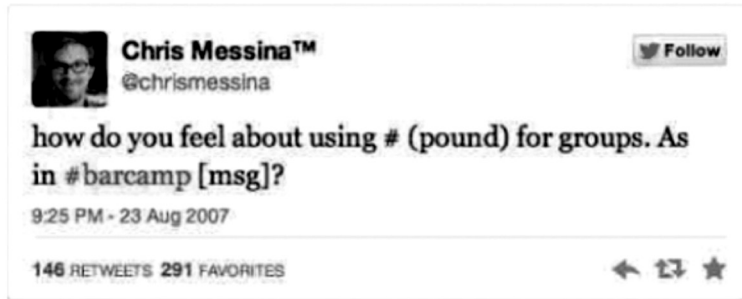 Chris Messina™
Follow
@chrismessina
how do you feel about using # (pound) for groups. As
in #barcamp [msg]?
9:25 PM - 23 Aug 2007
146 RETWEETS 291 FAVORITES